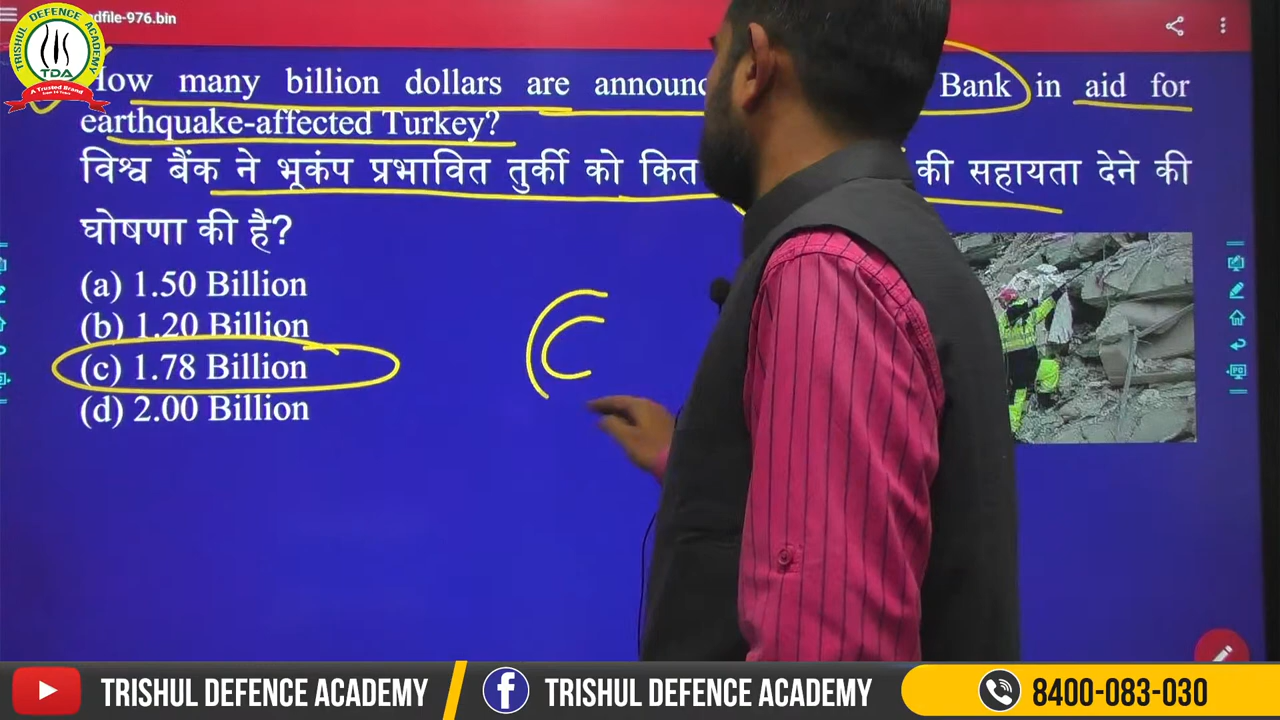 dfile-976.bin
TRISHUL DEFENCE ACADEMY
TDA
A Trusted Brand
How many billion dollars are announc Bank in aid for
earthquake-affected Turkey?
विश्व बैंक ने भूकंप प्रभावित तुर्की को कित की सहायता देने की
घोषणा की है?
(a) 1.50 Billion
(b) 1.20 Billion
(c) 1.78 Billion
(d) 2.00 Billion
(C
TRISHUL DEFENCE ACADEMY
TRISHUL DEFENCE ACADEMY
8400-083-030